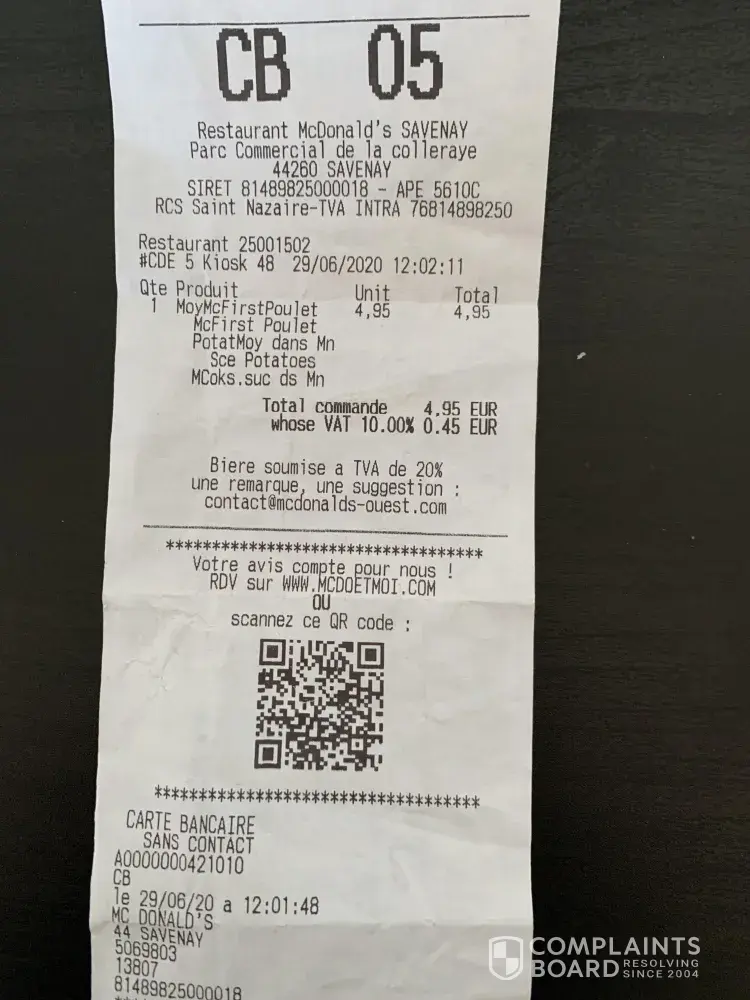 CB 05
Restaurant McDonald's SAVENAY
Parc Commercial de la colleraye
44260 SAVENAY
SIRET 81489825000018 - APE 5610C
RCS Saint Nazaire-TVA INTRA 76814898250
Restaurant 25001502
#CDE 5 Kiosk 48 29/06/2020 12:02:11
Qte Produit Unit Total
1 MoyMcFirstPoulet 4,95 4,95
McFirst Poulet
PotatMoy dans Mn
Sce Potatoes
MCoks.suc ds Mn
Total commande 4,95 EUR
whose VAT 10.00% 0.45 EUR
Biere soumise a TVA de 20%
une remarque, une suggestion :
contact@mcdonalds-ouest.com
***********************************
Votre avis compte pour nous !
RDV sur WWW.MCDOETMOI.COM
OU
scannez ce QR code :
************************************
CARTE BANCAIRE
SANS CONTACT
A0000000421010
CB
le 29/06/20 a 12:01:48
MC DONALD'S
44 SAVENAY
5069803
13807
81489825000018
COMPLAINTS
BOARD RESOLVING
SINCE 2004